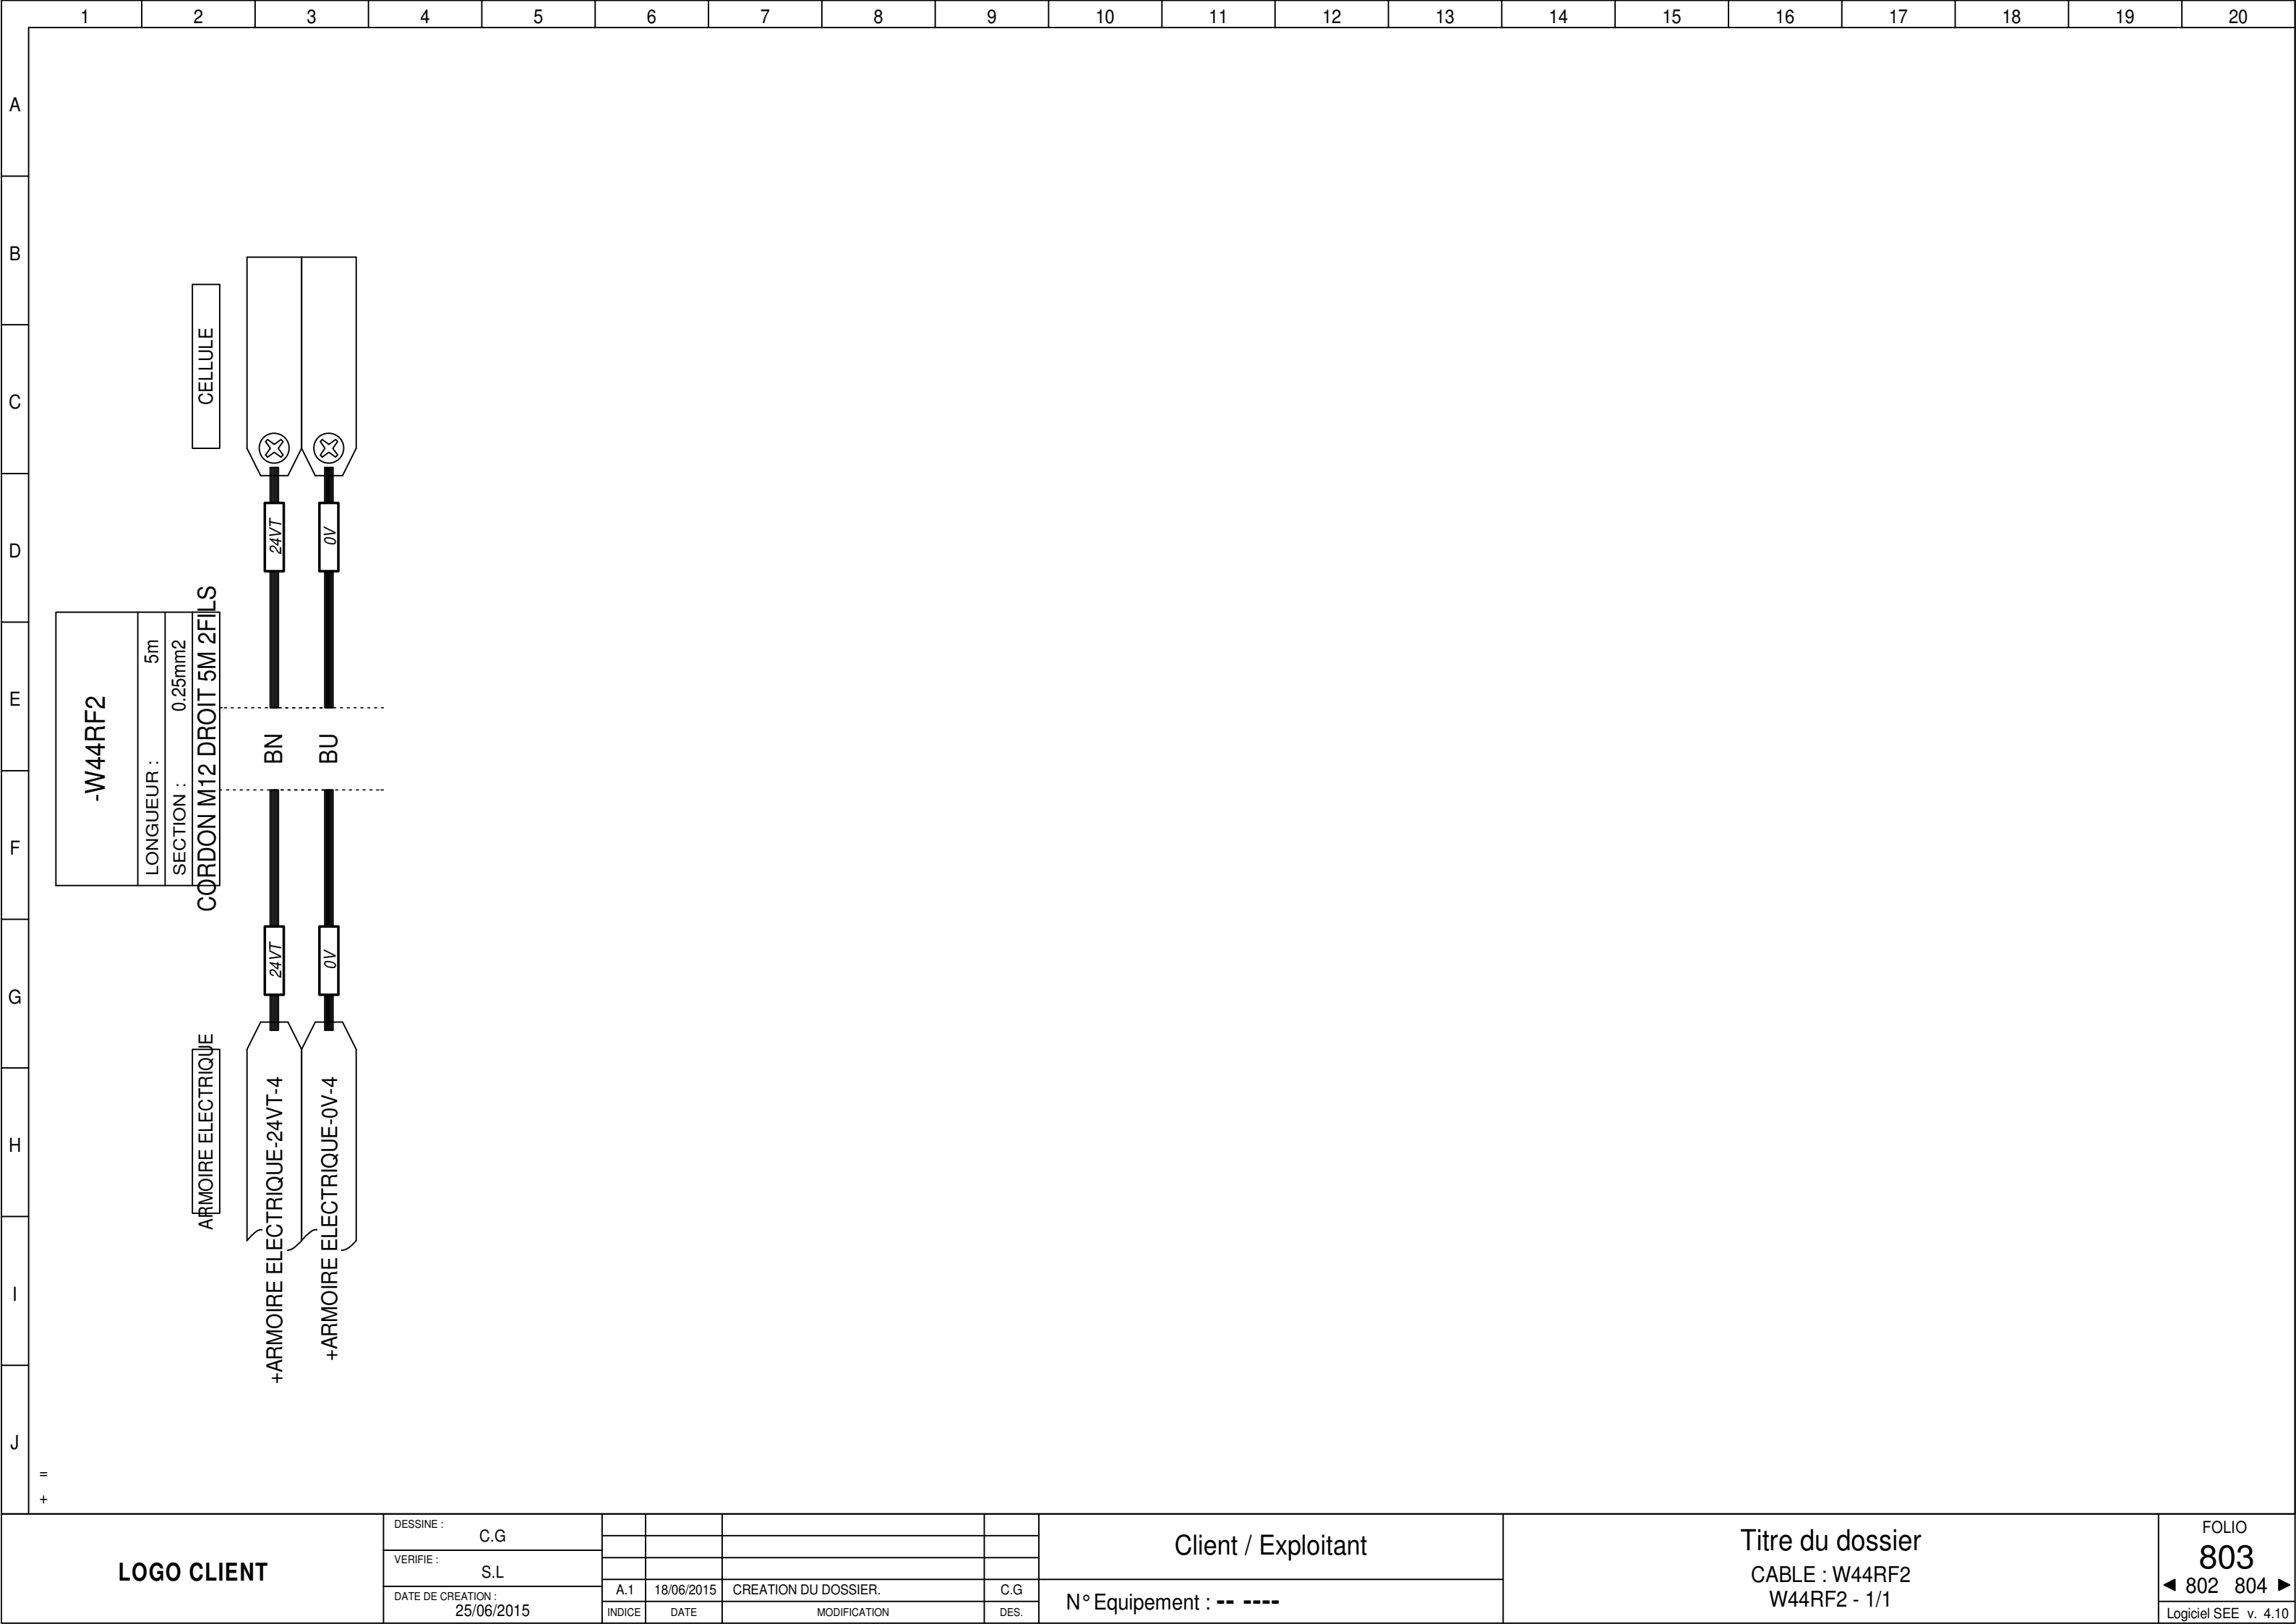 1 2 3 4 5 6 7 8 9 10 11 12 13 14 15 16 17 18 19 20
A
B
C
D
E
F
G
H
I
J
CELLULE
24VT
0V
-W44RF2
LONGUEUR : 5m
SECTION : 0.25mm2
CORDON M12 DROIT 5M 2FILS
BN
BU
24VT
0V
ARMOIRE ELECTRIQUE
+ARMOIRE ELECTRIQUE-24VT-4
+ARMOIRE ELECTRIQUE-0V-4
=
+
LOGO CLIENT
DESSINE :
C.G
VERIFIE :
S.L
DATE DE CREATION :
25/06/2015
A.1 18/06/2015 CREATION DU DOSSIER. C.G
INDICE DATE MODIFICATION DES.
Client / Exploitant
N° Equipement : -- ----
Titre du dossier
CABLE : W44RF2
W44RF2 - 1/1
FOLIO
803
802 804
Logiciel SEE v. 4.10